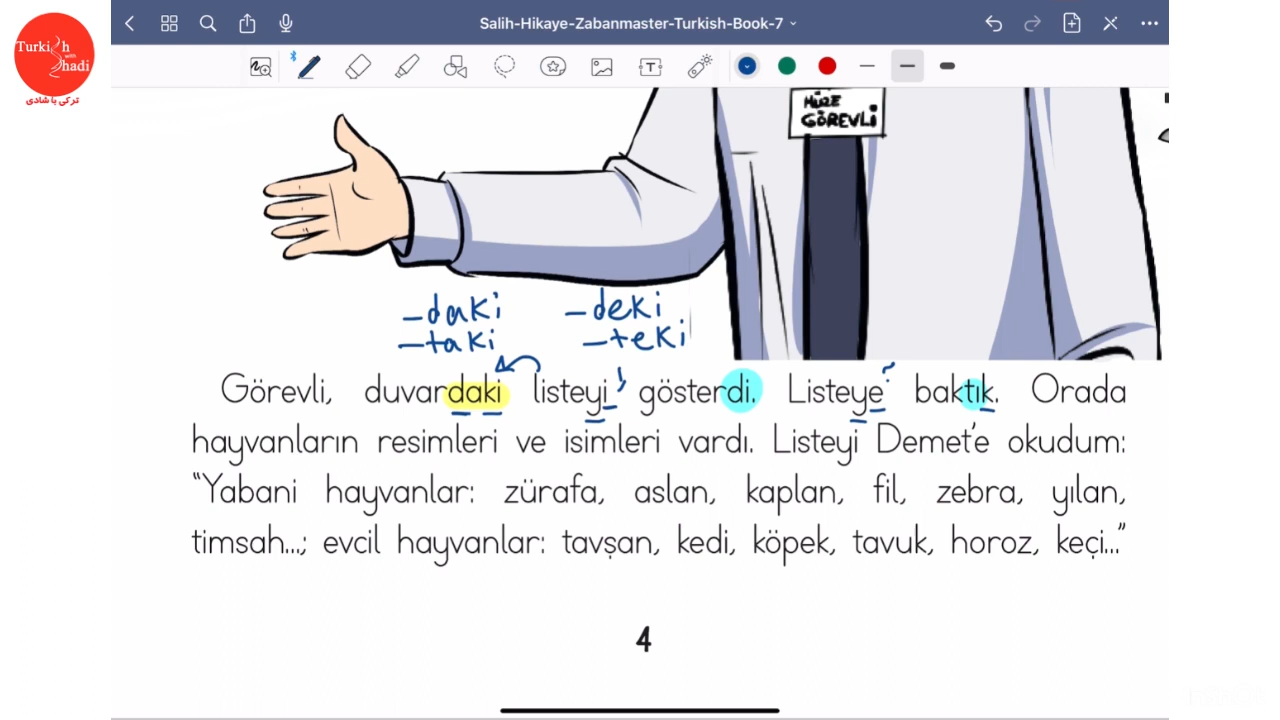 Turkish
with
Shadi
ترکی با شادی
Salih-Hikaye-Zabanmaster-Turkish-Book-7
MÜZE
GÖREVLİ
-daki -deki
-taki -teki
Görevli, duvardaki listeyi gösterdi. Listeye baktık. Orada
hayvanların resimleri ve isimleri vardı. Listeyi Demet’e okudum:
“Yabani hayvanlar: zürafa, aslan, kaplan, fil, zebra, yılan,
timsah...; evcil hayvanlar: tavşan, kedi, köpek, tavuk, horoz, keçi...”
4